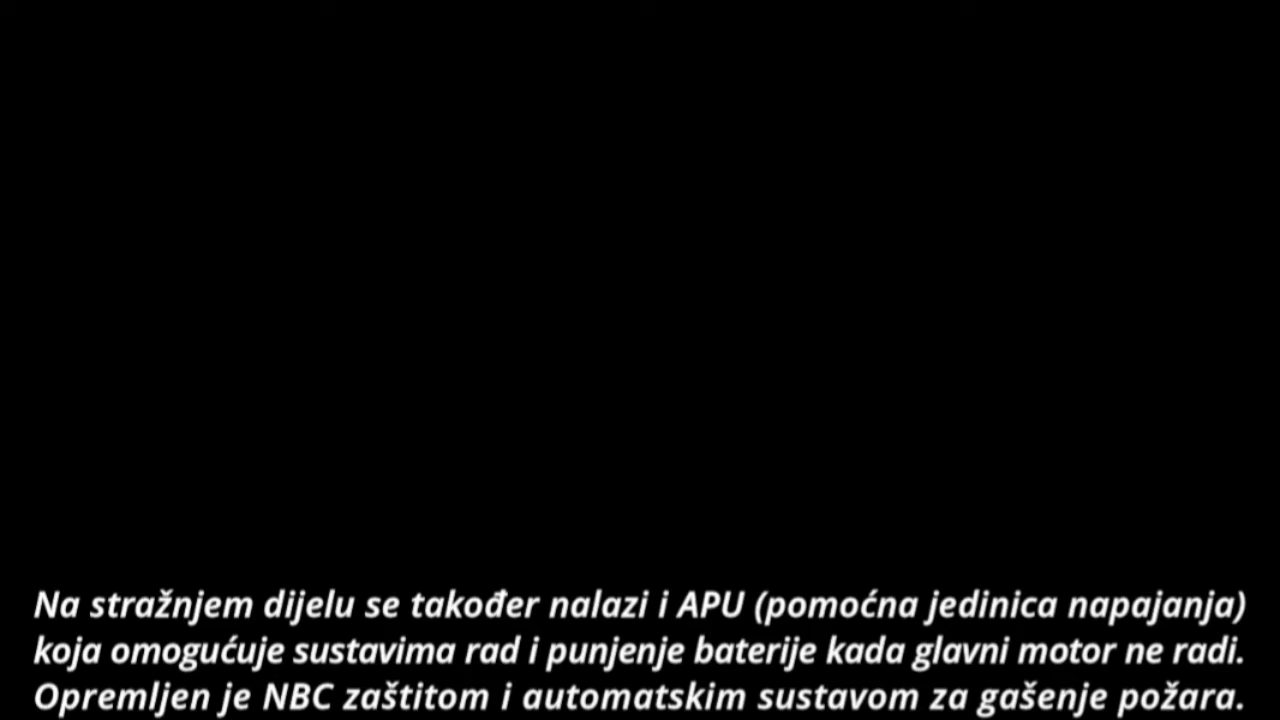 Na stražnjem dijelu se također nalazi i APU (pomoćna jedinica napajanja)
koja omogućuje sustavima rad i punjenje baterije kada glavni motor ne radi.
Opremljen je NBC zaštitom i automatskim sustavom za gašenje požara.